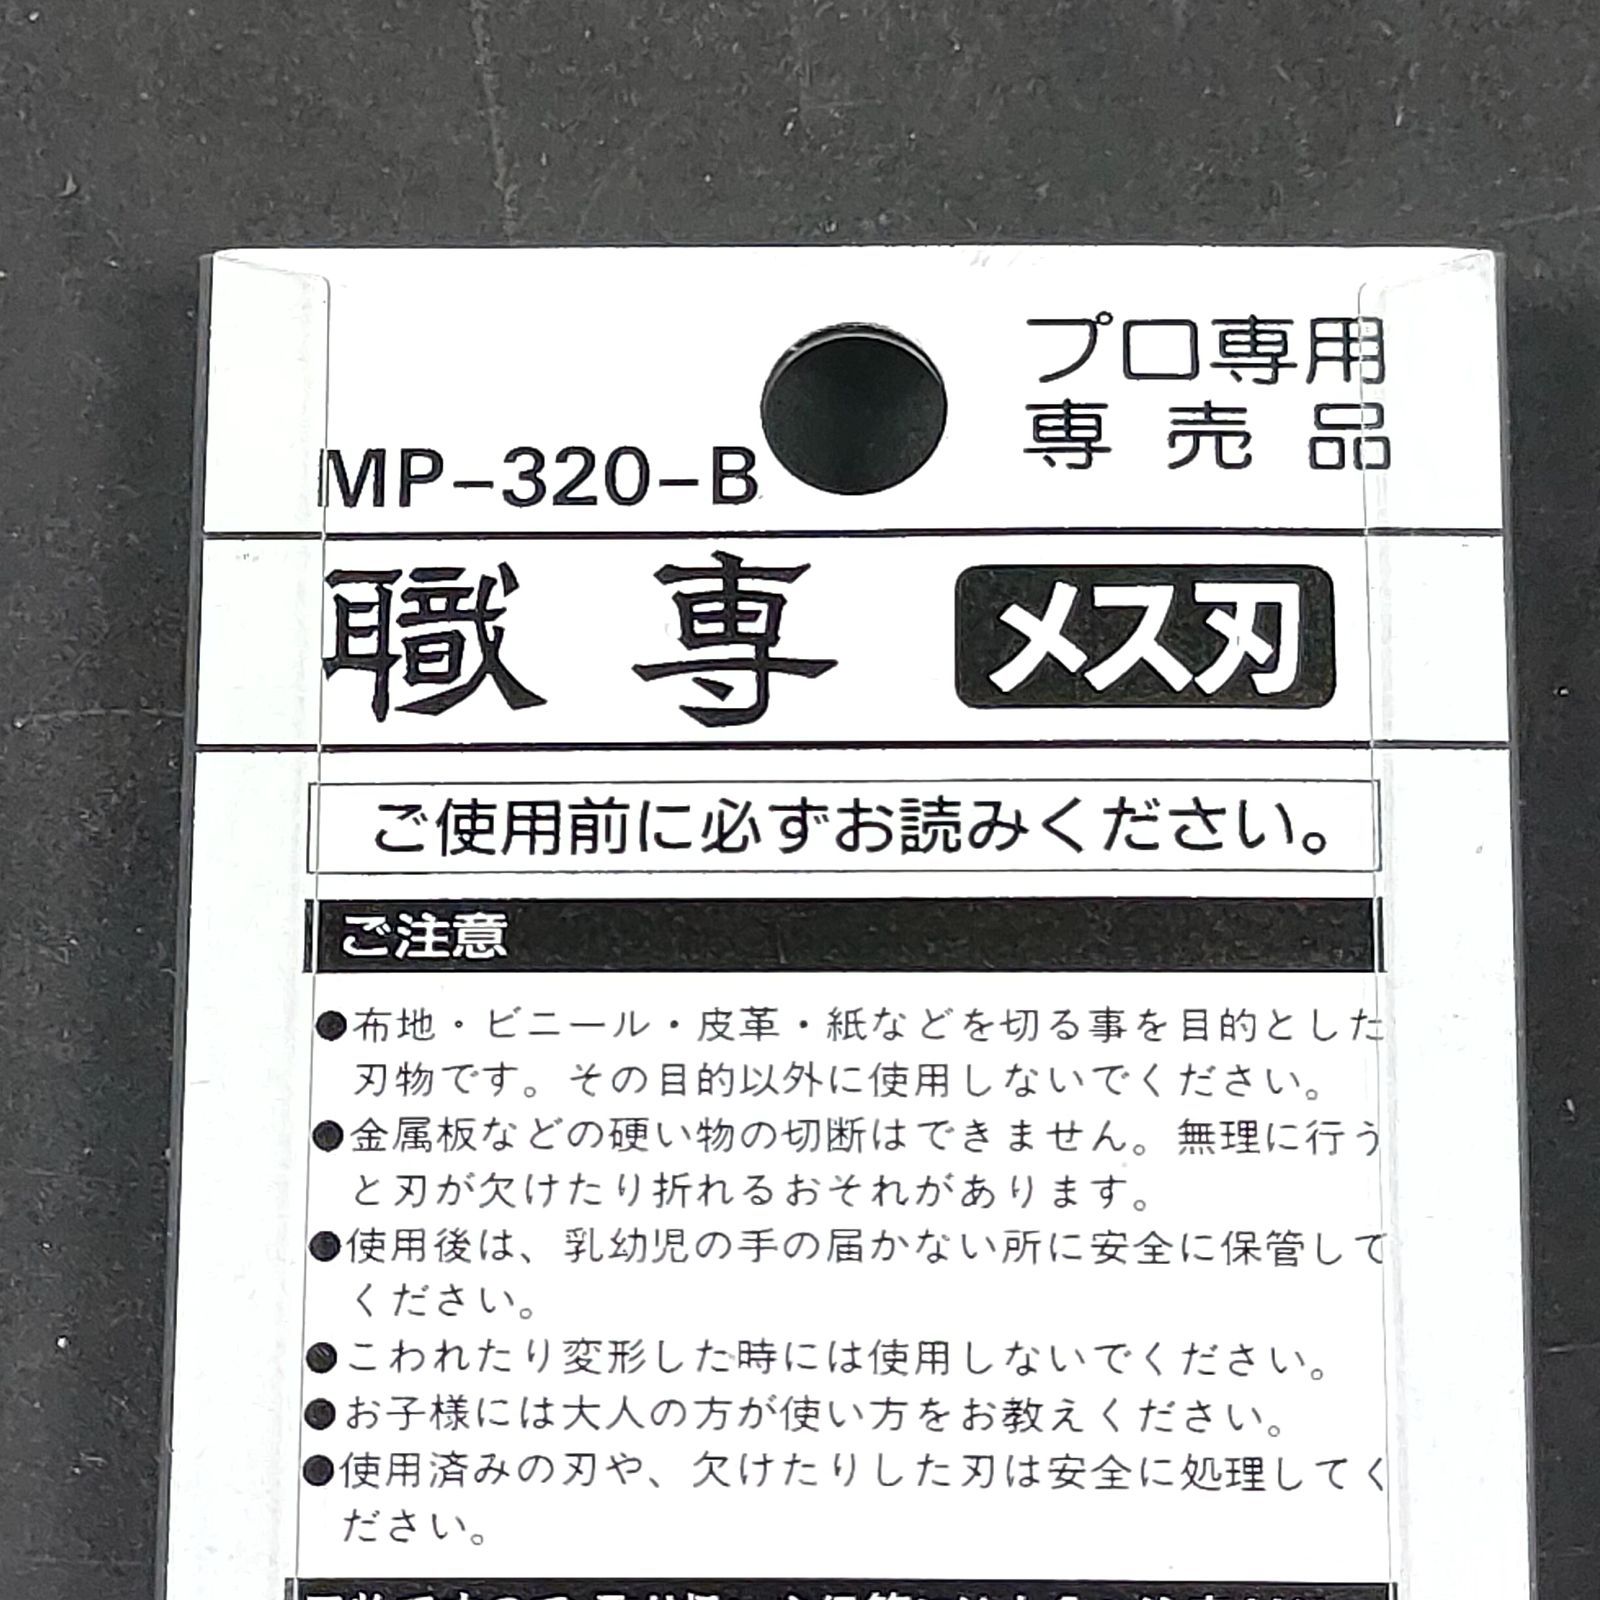 プロ専用
専売品
MP-320-B
職専 メス刃
ご使用前に必ずお読みください。
ご注意
●布地・ビニール・皮革・紙などを切る事を目的とした
刃物です。その目的以外に使用しないでください。
●金属板などの硬い物の切断はできません。無理に行う
と刃が欠けたり折れるおそれがあります。
●使用後は、乳幼児の手の届かない所に安全に保管して
ください。
●こわれたり変形した時には使用しないでください。
●お子様には大人の方が使い方をお教えください。
●使用済みの刃や、欠けたりした刃は安全に処理してく
ださい。